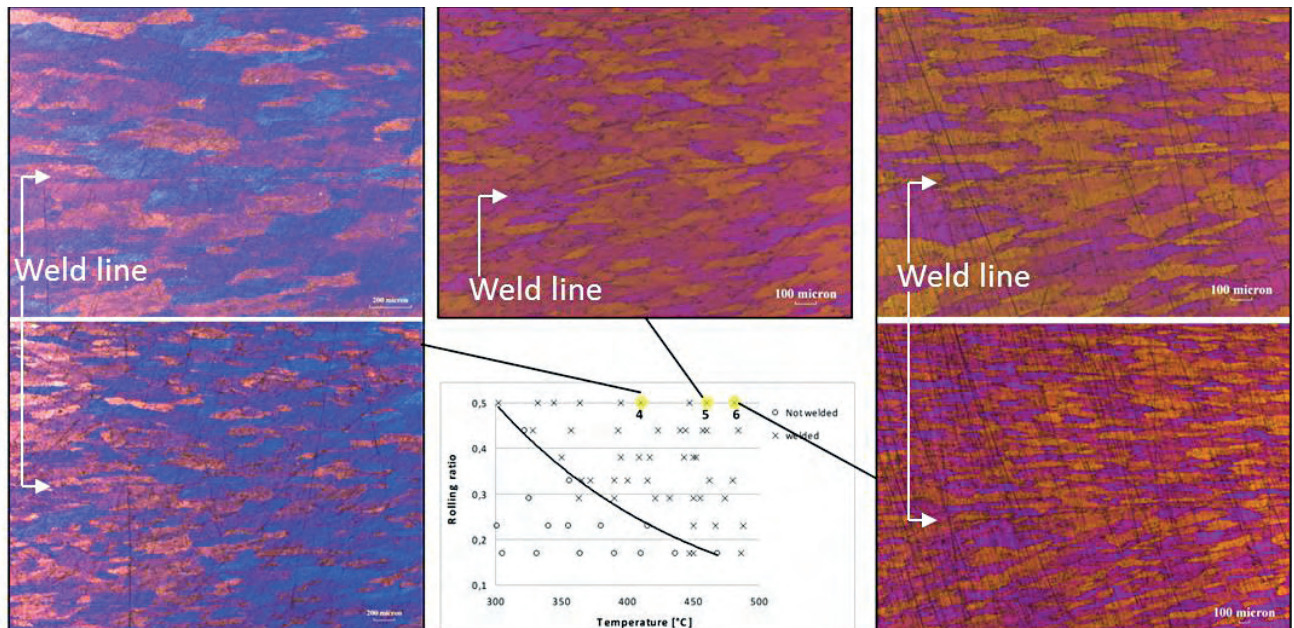 Weld line
200 micron
200 micron
Weld line
100 micron
Weld line
100 micron
100 micron
0,5
0,4
0,3
0,2
0,1
Rolling ratio
300
350
400
450
500
Temperature [°C]
4
5
6
Not welded
welded